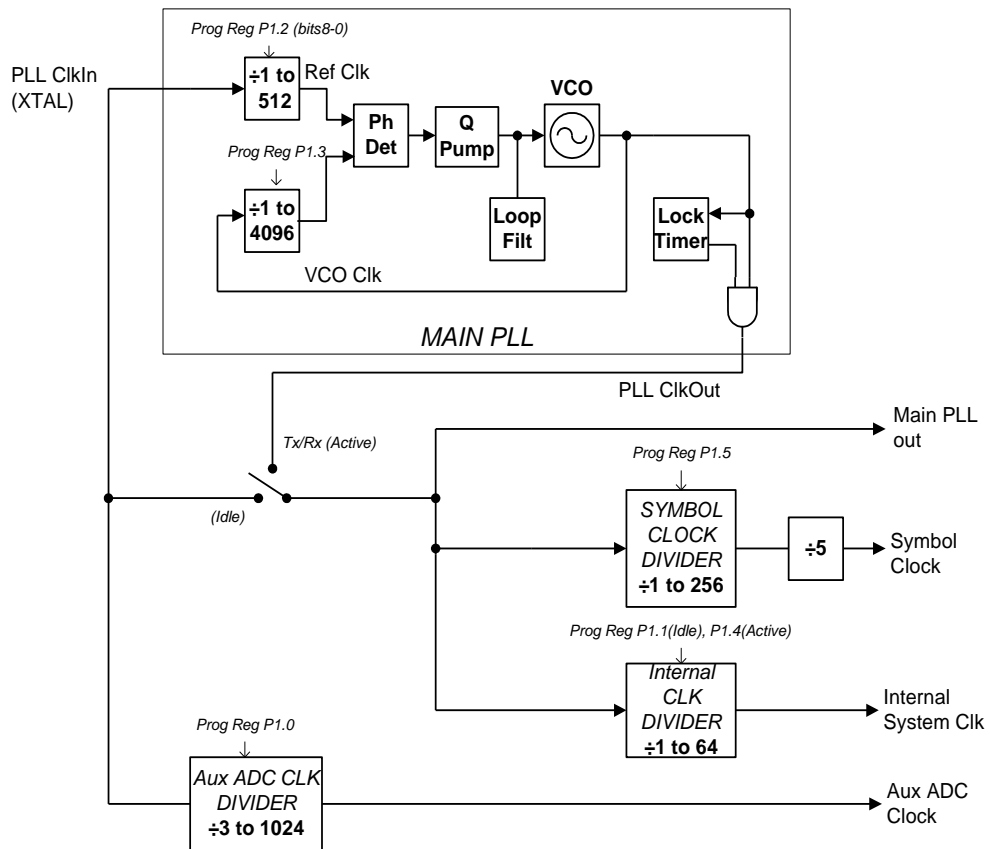 Prog Reg P1.2 (bits8-0)
PLL ClkIn
(XTAL)
÷1 to
512
Ref Clk
Ph
Det
Q
Pump
VCO
Prog Reg P1.3
÷1 to
4096
Loop
Filt
Lock
Timer
VCO Clk
MAIN PLL
PLL ClkOut
Tx/Rx (Active)
(Idle)
Main PLL
out
Prog Reg P1.5
SYMBOL
CLOCK
DIVIDER
÷1 to 256
÷5
Symbol
Clock
Prog Reg P1.1(Idle), P1.4(Active)
Internal
CLK
DIVIDER
÷1 to 64
Internal
System Clk
Prog Reg P1.0
Aux ADC CLK
DIVIDER
÷3 to 1024
Aux ADC
Clock